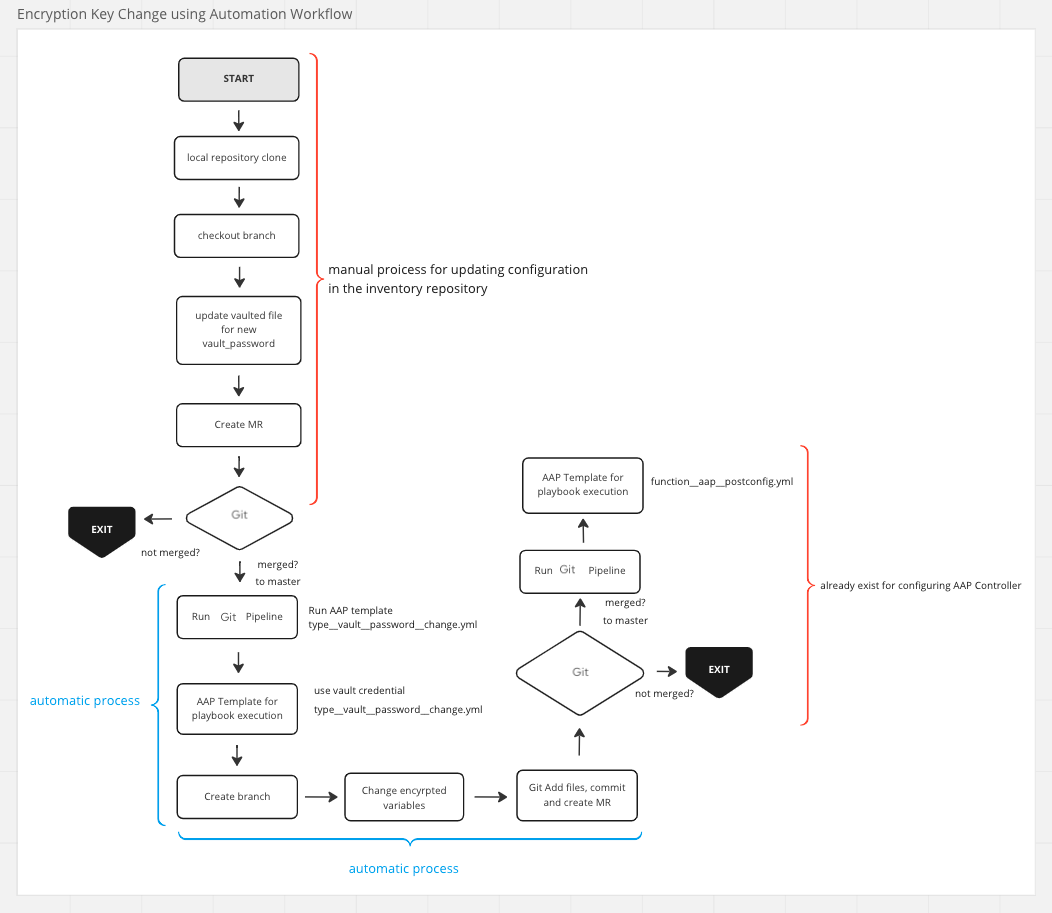 Encryption Key Change using Automation Workflow
START
local repository clone
checkout branch
manual proicess for updating configuration
in the inventory repository
update vaulted file
for new
vault_password
Create MR
Git
EXIT
not merged?
merged?
to master
Run Git Pipeline
Run AAP template
type__vault__password__change.yml
automatic process
AAP Template for
playbook execution
use vault credential
type__vault__password__change.yml
Create branch
Change encyrpted
variables
Git Add files, commit
and create MR
automatic process
Git
EXIT
not merged?
merged?
to master
Run Git Pipeline
AAP Template for
playbook execution
function__aap__postconfig.yml
already exist for configuring AAP Controller